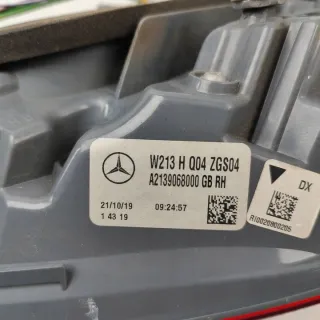 W213 H Q04 ZGS04
A2139068000 GB RH
21/10/19 09:24:57
1 43 19
DX